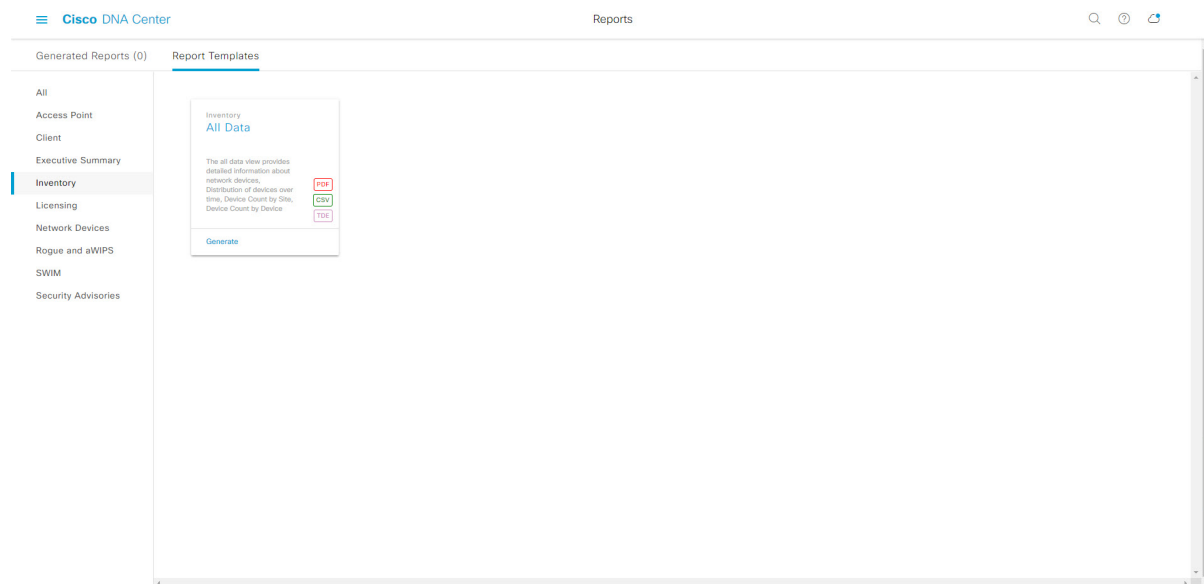 Cisco DNA Center
Reports
Generated Reports (0)
Report Templates
All
Access Point
Client
Executive Summary
Inventory
Licensing
Network Devices
Rogue and aWIPS
SWIM
Security Advisories
Inventory
All Data
The all data view provides
detailed information about
network devices,
Distribution of devices over
time, Device Count by Site,
Device Count by Device
PDF
CSV
TDE
Generate